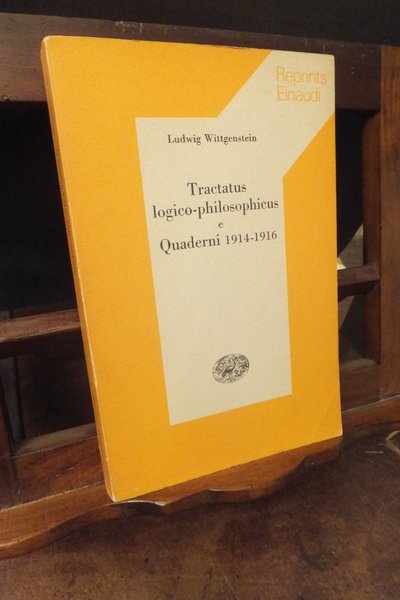 Reprints
Einaudi
Ludwig Wittgenstein
Tractatus
logico-philosophicus
e
Quaderni 1914-1916